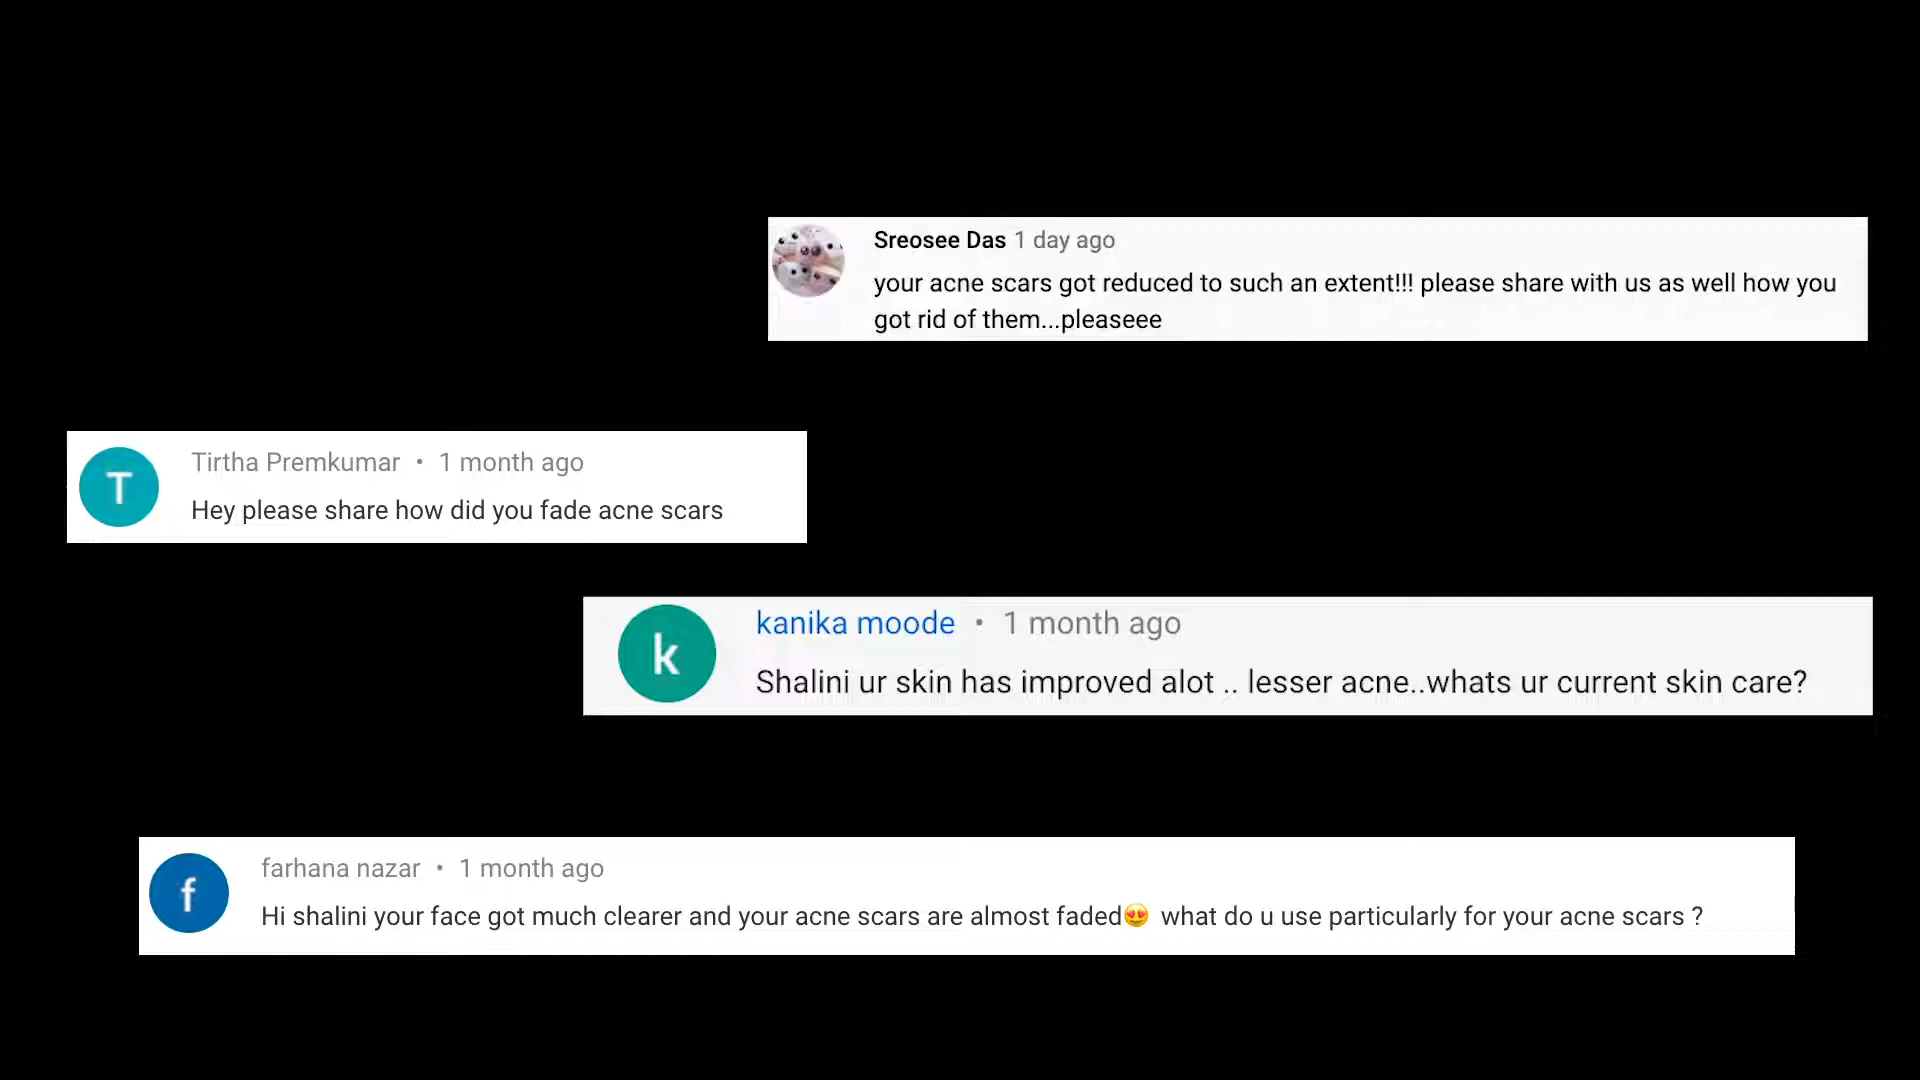 Sreosee Das 1 day ago
your acne scars got reduced to such an extent!!! please share with us as well how you
got rid of them...pleaseee
T
Tirtha Premkumar • 1 month ago
Hey please share how did you fade acne scars
k
kanika moode • 1 month ago
Shalini ur skin has improved alot .. lesser acne..whats ur current skin care?
f
farhana nazar • 1 month ago
Hi shalini your face got much clearer and your acne scars are almost faded😍 what do u use particularly for your acne scars ?